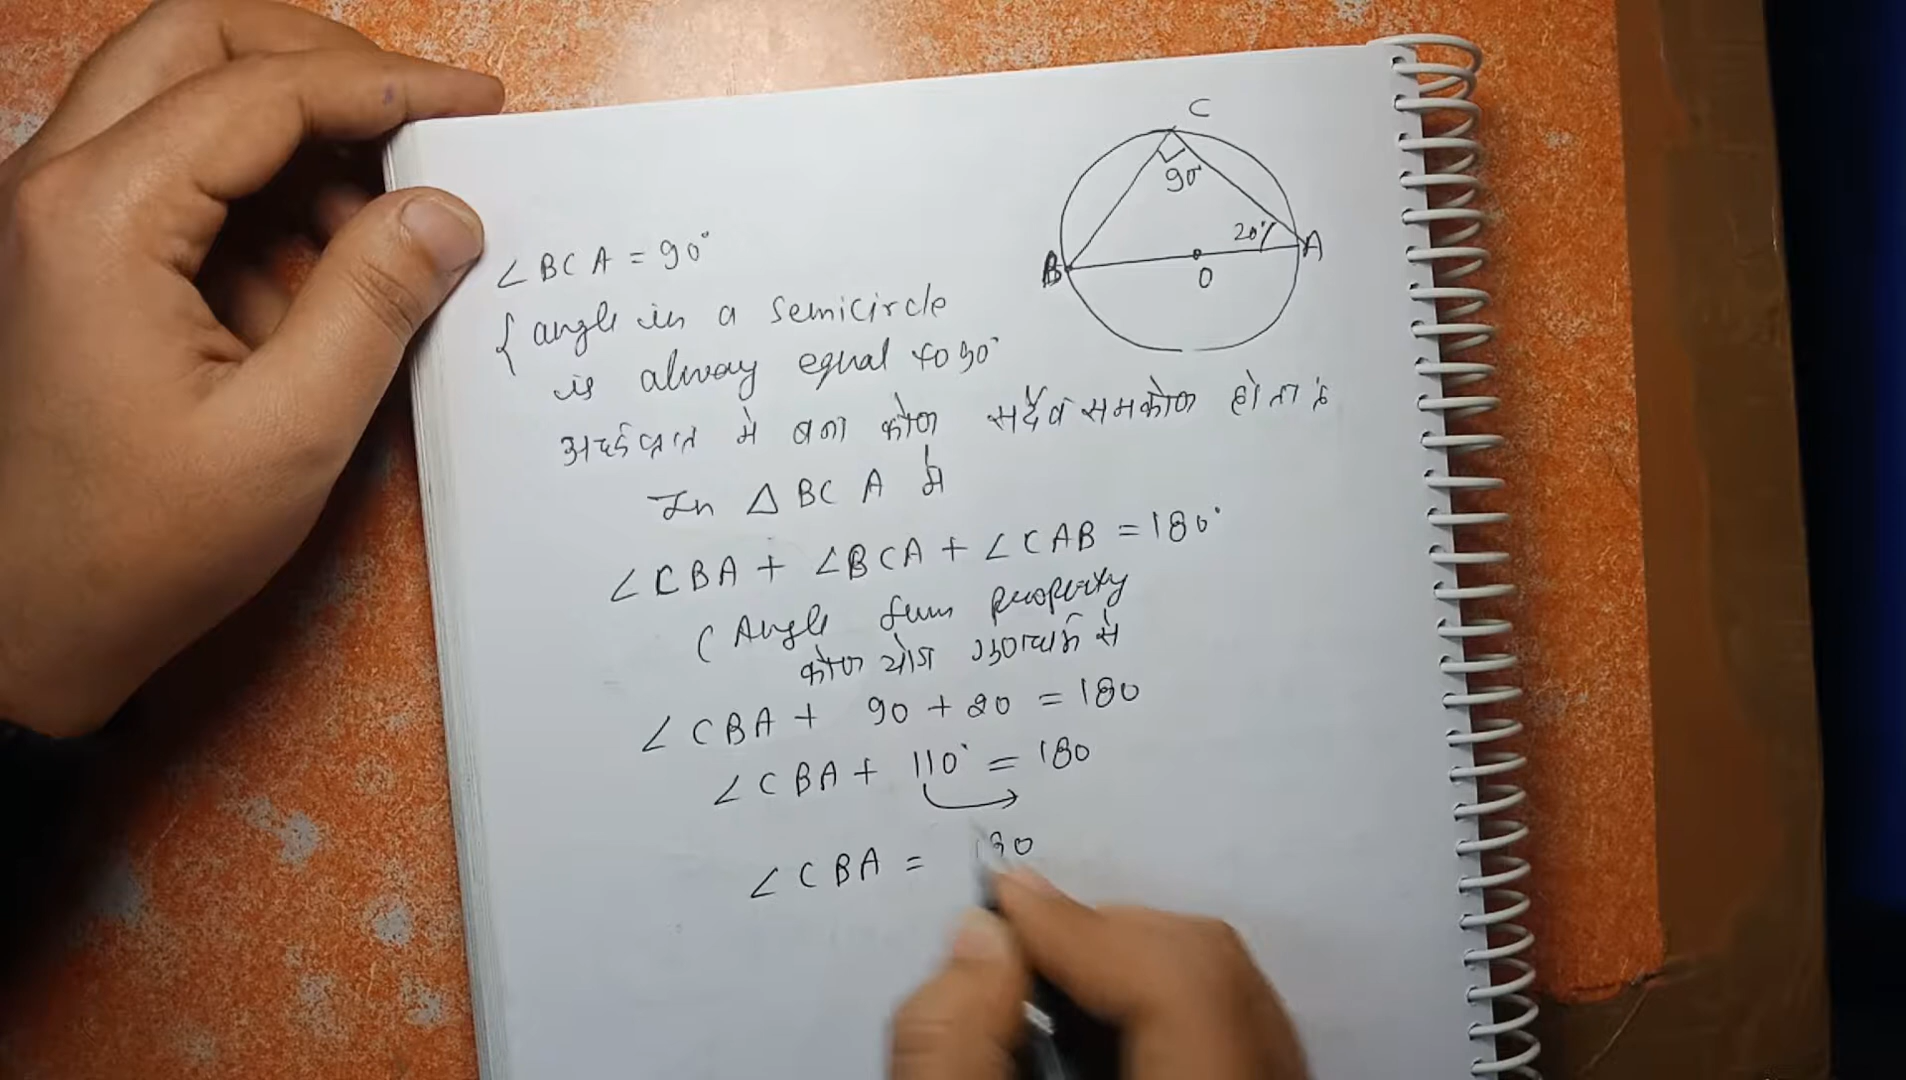 C
90°
20°
B
A
O
∠BCA = 90°
{ angle in a semicircle
is alway equal to 90°
अर्द्धवृत्त मे बना कोण सदैव समकोण होता है
In △ BCA में
∠CBA + ∠BCA + ∠CAB = 180°
( Angle sum property
कोण योग गुणधर्म से
∠CBA + 90 + 20 = 180
∠CBA + 110° = 180
∠CBA = 180